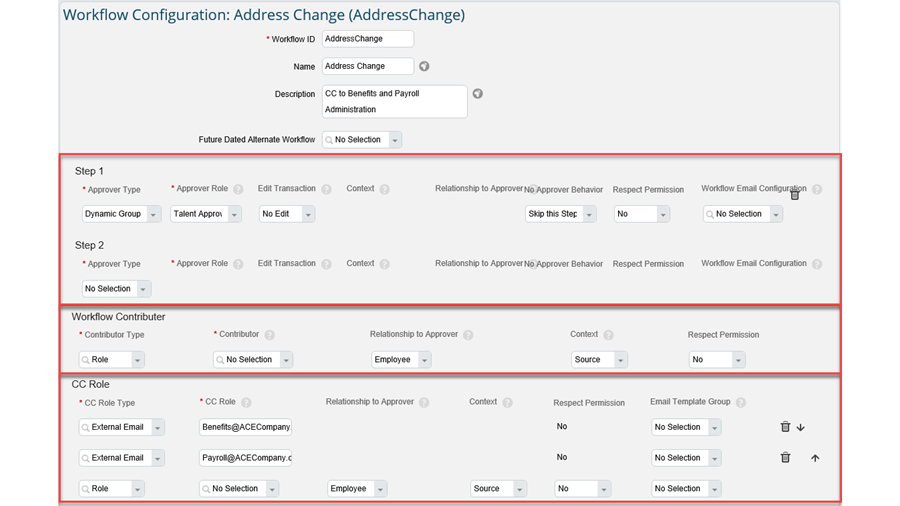 Workflow Configuration: Address Change (AddressChange)
* Workflow ID AddressChange
Name Address Change
Description CC to Benefits and Payroll
Administration
Future Dated Alternate Workflow No Selection
Step 1
* Approver Type * Approver Role Edit Transaction Context Relationship to Approver No Approver Behavior Respect Permission Workflow Email Configuration
Dynamic Group Talent Approv No Edit Skip this Step No No Selection
Step 2
* Approver Type * Approver Role Edit Transaction Context Relationship to Approver No Approver Behavior Respect Permission Workflow Email Configuration
No Selection
Workflow Contributer
* Contributor Type * Contributor Relationship to Approver Context Respect Permission
Role No Selection Employee Source No
CC Role
* CC Role Type * CC Role Relationship to Approver Context Respect Permission Email Template Group
External Email Benefits@ACECompany. No No Selection
External Email Payroll@ACECompany.c No No Selection
Role No Selection Employee Source No No Selection